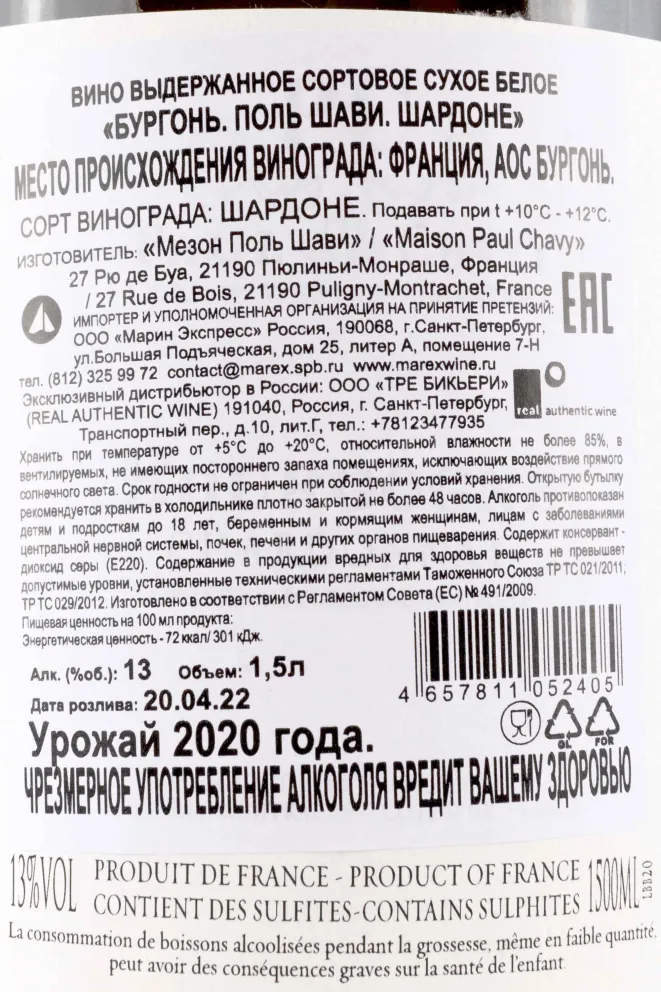 ВИНО ВЫДЕРЖАННОЕ СОРТОВОЕ СУХОЕ БЕЛОЕ
«БУРГОНЬ. ПОЛЬ ШАВИ. ШАРДОНЕ»
МЕСТО ПРОИСХОЖДЕНИЯ ВИНОГРАДА: ФРАНЦИЯ, АОС БУРГОНЬ.
СОРТ ВИНОГРАДА: ШАРДОНЕ. Подавать при t +10°C - +12°C.
ИЗГОТОВИТЕЛЬ: «Мезон Поль Шави» / «Maison Paul Chavy»
27 Рю де Буа, 21190 Пюлиньи-Монраше, Франция
/ 27 Rue de Bois, 21190 Puligny-Montrachet, France
EAC
ИМПОРТЕР И УПОЛНОМОЧЕННАЯ ОРГАНИЗАЦИЯ НА ПРИНЯТИЕ ПРЕТЕНЗИЙ:
ООО «Марин Экспресс» Россия, 190068, г.Санкт-Петербург,
ул.Большая Подъяческая, дом 25, литер А, помещение 7-Н
тел. (812) 325 99 72 contact@marex.spb.ru www.marexwine.ru
Эксклюзивный дистрибьютор в России: ООО «ТРЕ БИКЬЕРИ»
(REAL AUTHENTIC WINE) 191040, Россия, г. Санкт-Петербург,
real authentic wine
Транспортный пер., д.10, лит.Г, тел.: +78123477935
Хранить при температуре от +5°C до +20°C, относительной влажности не более 85%, в
вентилируемых, не имеющих постороннего запаха помещениях, исключающих воздействие прямого
солнечного света. Срок годности не ограничен при соблюдении условий хранения. Открытую бутылку
рекомендуется хранить в холодильнике плотно закрытой не более 48 часов. Алкоголь противопоказан
детям и подросткам до 18 лет, беременным и кормящим женщинам, лицам с заболеваниями
центральной нервной системы, почек, печени и других органов пищеварения. Содержит консервант -
диоксид серы (Е220). Содержание в продукции вредных для здоровья веществ не превышает
допустимые уровни, установленные техническими регламентами Таможенного Союза ТР ТС 021/2011;
ТР ТС 029/2012. Изготовлено в соответствии с Регламентом Совета (ЕС) № 491/2009.
Пищевая ценность на 100 мл продукта:
Энергетическая ценность - 72 ккал/ 301 кДж.
Алк. (%об.): 13 Объем: 1,5л
4 657811 052405
Дата розлива: 20.04.22
GL FOR
Урожай 2020 года.
ЧРЕЗМЕРНОЕ УПОТРЕБЛЕНИЕ АЛКОГОЛЯ ВРЕДИТ ВАШЕМУ ЗДОРОВЬЮ
13%VOL
PRODUIT DE FRANCE - PRODUCT OF FRANCE
CONTIENT DES SULFITES-CONTAINS SULPHITES
1500ML
LBB20
La consommation de boissons alcoolisées pendant la grossesse, même en faible quantité,
peut avoir des conséquences graves sur la santé de l'enfant.